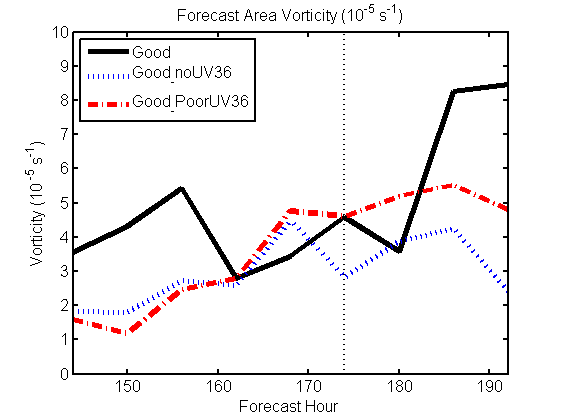 Forecast Area Vorticity (10⁻⁵ s⁻¹)
Good
Good_noUV36
Good_PoorUV36
10
9
8
7
6
5
4
3
2
1
0
Vorticity (10⁻⁵ s⁻¹)
150 160 170 180 190
Forecast Hour